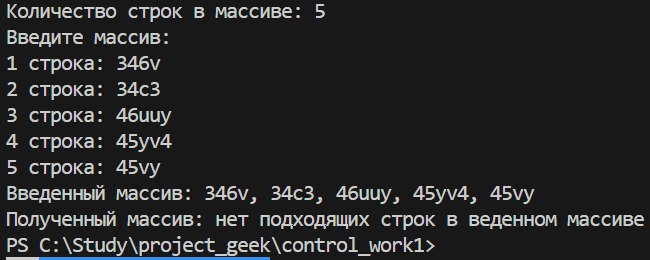 Количество строк в массиве: 5
Введите массив:
1 строка: 346v
2 строка: 34c3
3 строка: 46uuy
4 строка: 45yv4
5 строка: 45vy
Введенный массив: 346v, 34c3, 46uuy, 45yv4, 45vy
Полученный массив: нет подходящих строк в веденном массиве
PS C:\Study\project_geek\control_work1>